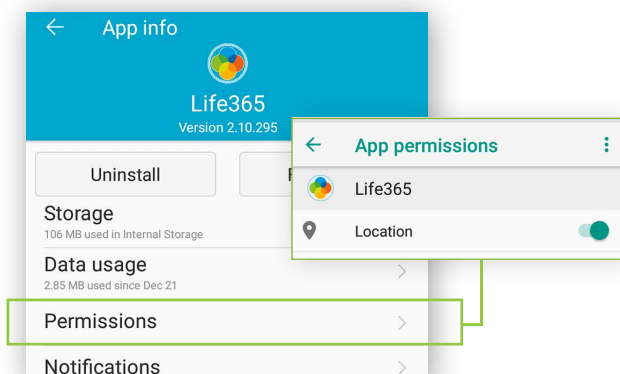 App info
Life365
Version 2.10.295
Uninstall
Storage
106 MB used in Internal Storage
Data usage
2.85 MB used since Dec 21
Permissions
Notifications
App permissions
Life365
Location